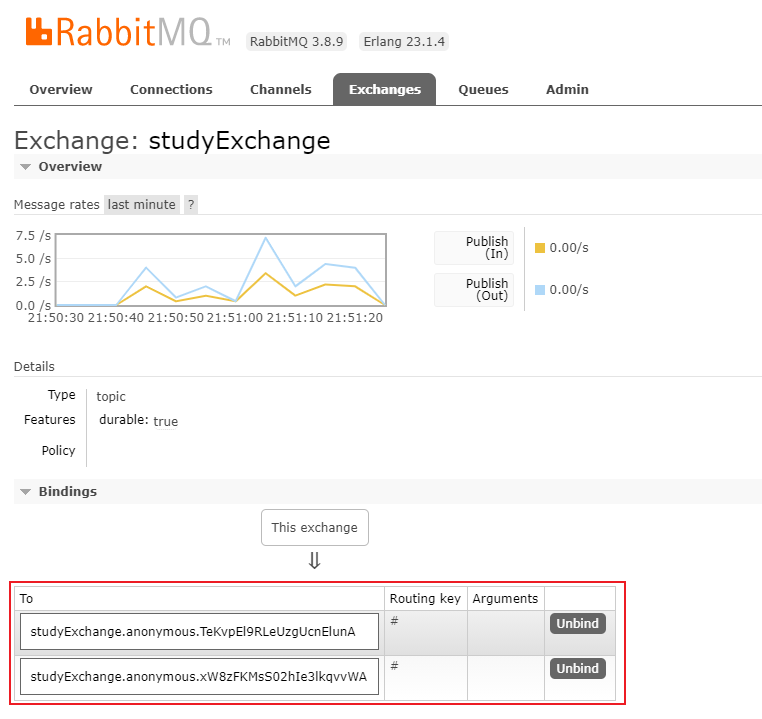 RabbitMQ TM RabbitMQ 3.8.9 Erlang 23.1.4
Overview Connections Channels Exchanges Queues Admin
Exchange: studyExchange
Overview
Message rates last minute ?
7.5 /s
5.0 /s
2.5 /s
0.0 /s
21:50:30 21:50:40 21:50:50 21:51:00 21:51:10 21:51:20
Publish
(In)
0.00/s
Publish
(Out)
0.00/s
Details
Type topic
Features durable: true
Policy
Bindings
This exchange
⇓
To Routing key Arguments
studyExchange.anonymous.TeKvpEl9RLeUzgUcnElunA # Unbind
studyExchange.anonymous.xW8zFKMsS02hIe3lkqvvWA # Unbind